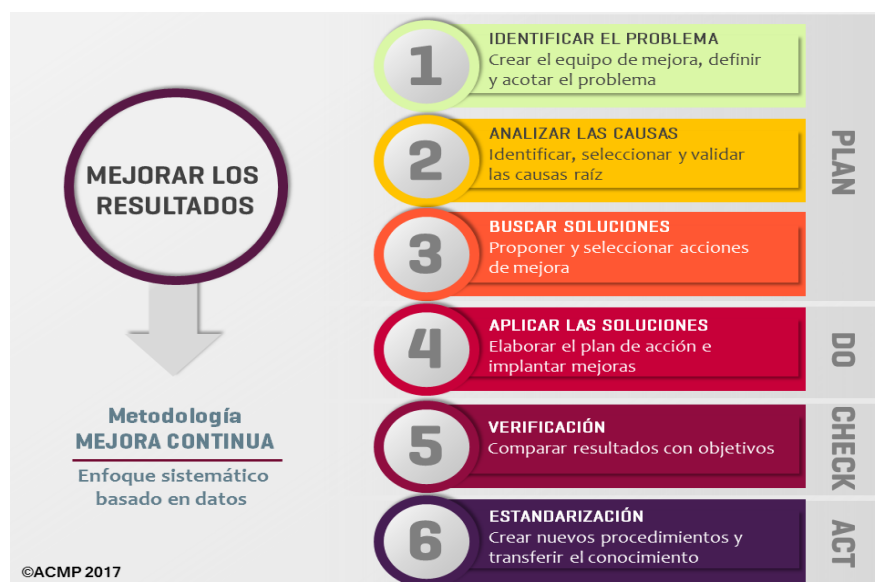 MEJORAR LOS
RESULTADOS
Metodología
MEJORA CONTINUA
Enfoque sistemático
basado en datos
©ACMP 2017
1
IDENTIFICAR EL PROBLEMA
Crear el equipo de mejora, definir
y acotar el problema
2
ANALIZAR LAS CAUSAS
Identificar, seleccionar y validar
las causas raíz
3
BUSCAR SOLUCIONES
Proponer y seleccionar acciones
de mejora
PLAN
4
APLICAR LAS SOLUCIONES
Elaborar el plan de acción e
implantar mejoras
DO
5
VERIFICACIÓN
Comparar resultados con objetivos
CHECK
6
ESTANDARIZACIÓN
Crear nuevos procedimientos y
transferir el conocimiento
ACT